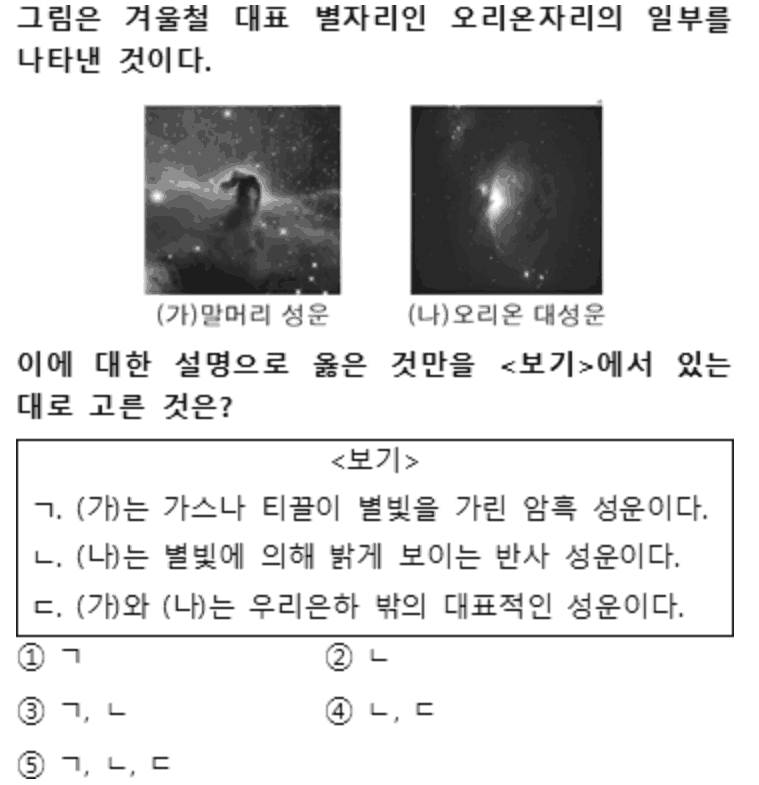 그림은 겨울철 대표 별자리인 오리온자리의 일부를
나타낸 것이다.
(가)말머리 성운 (나)오리온 대성운
이에 대한 설명으로 옳은 것만을 <보기>에서 있는
대로 고른 것은?
<보기>
ㄱ. (가)는 가스나 티끌이 별빛을 가린 암흑 성운이다.
ㄴ. (나)는 별빛에 의해 밝게 보이는 반사 성운이다.
ㄷ. (가)와 (나)는 우리은하 밖의 대표적인 성운이다.
① ㄱ ② ㄴ
③ ㄱ, ㄴ ④ ㄴ, ㄷ
⑤ ㄱ, ㄴ, ㄷ